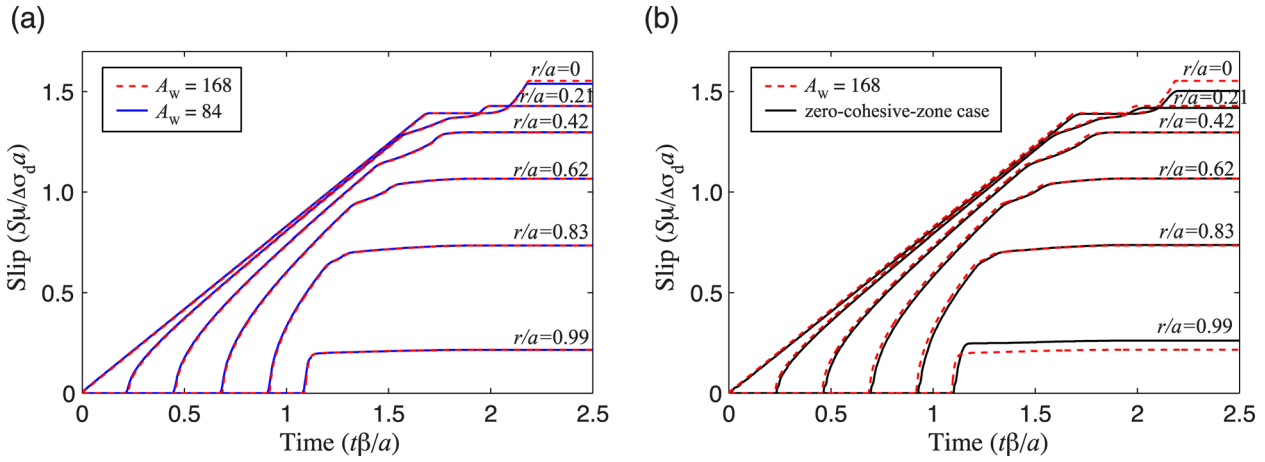 (a)
A_w = 168
A_w = 84
r/a=0
r/a=0.21
r/a=0.42
r/a=0.62
r/a=0.83
r/a=0.99
Slip (Sμ/Δσ_d a)
1.5
1.0
0.5
0
0 0.5 1 1.5 2 2.5
Time (tβ/a)
(b)
A_w = 168
zero-cohesive-zone case
r/a=0
r/a=0.21
r/a=0.42
r/a=0.62
r/a=0.83
r/a=0.99
Slip (Sμ/Δσ_d a)
1.5
1.0
0.5
0
0 0.5 1 1.5 2 2.5
Time (tβ/a)